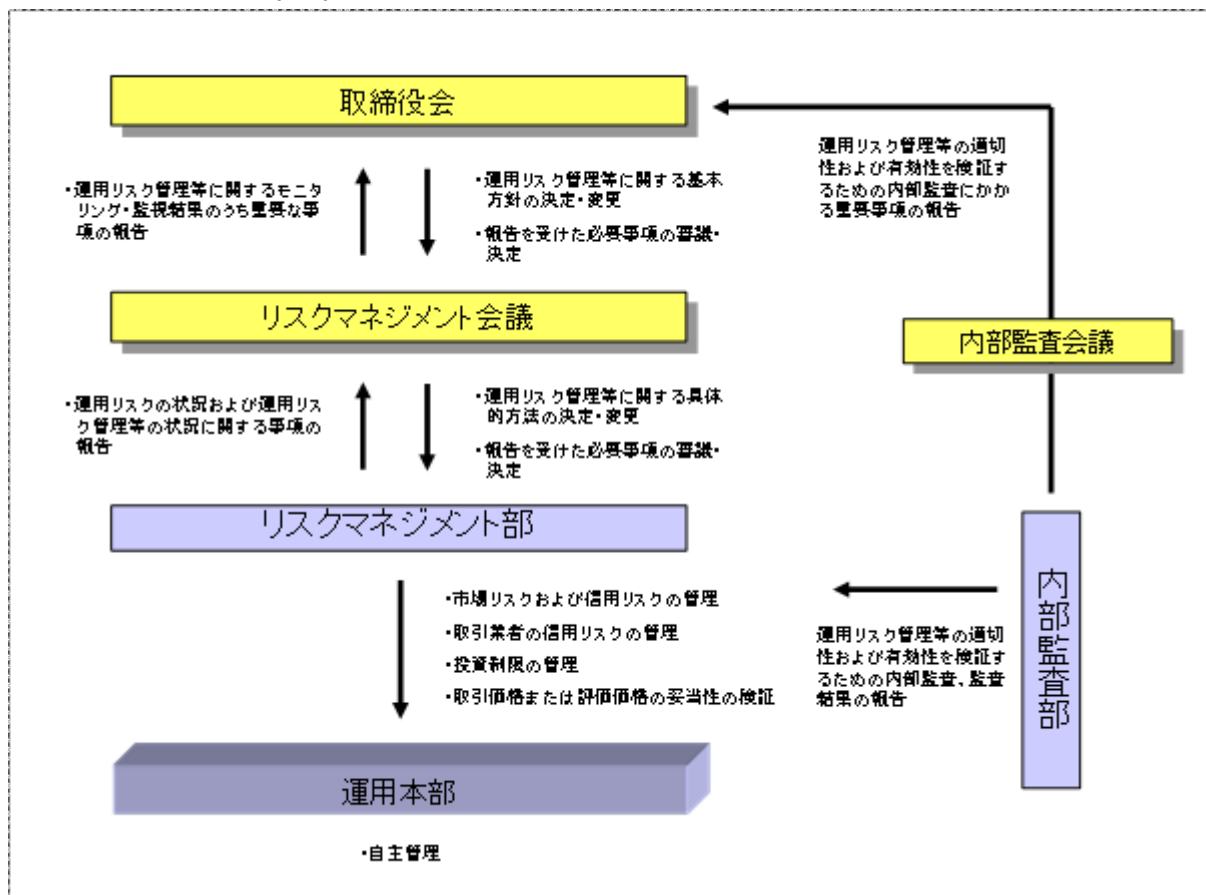 取締役会
・運用リスク管理等に関するモニ
タリング・監視結果のうち重要な事
項の報告
・運用リスク管理等に関する基本
方針の決定・変更
・報告を受けた必要事項の審議・
決定
運用リスク管理等の適切
性および有効性を検証す
るための内部監査にかか
る重要事項の報告
リスクマネジメント会議
内部監査会議
・運用リスクの状況および運用リス
ク管理等の状況に関する事項の
報告
・運用リスク管理等に関する具体
的方法の決定・変更
・報告を受けた必要事項の審議・
決定
リスクマネジメント部
内部監査部
・市場リスクおよび信用リスクの管理
・取引業者の信用リスクの管理
・投資制限の管理
・取引価格または評価価格の妥当性の検証
運用リスク管理等の適切
性および有効性を検証す
るための内部監査、監査
結果の報告
運用本部
・自主管理